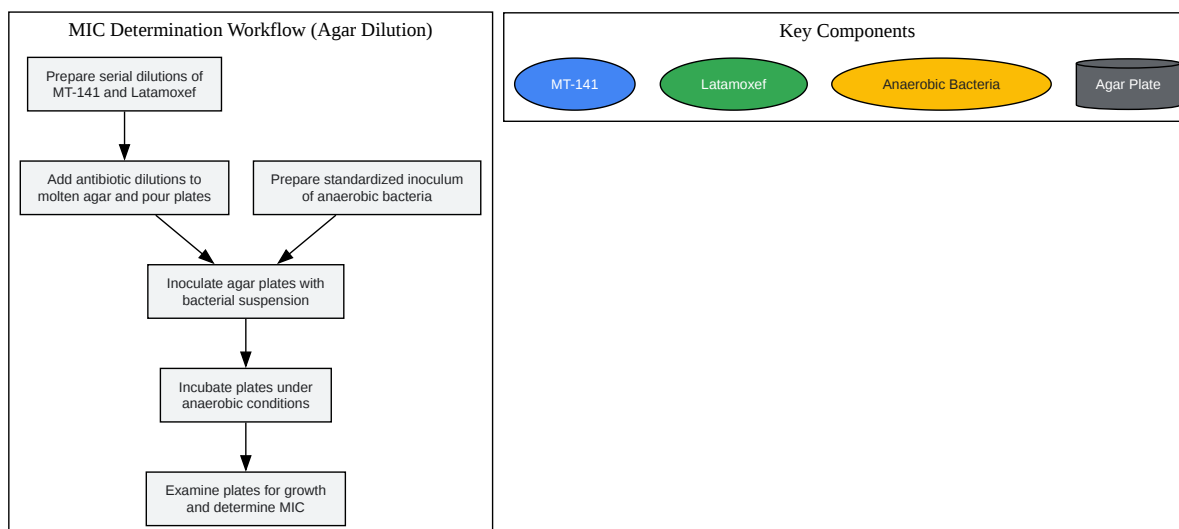 MIC Determination Workflow (Agar Dilution)
Prepare serial dilutions of
MT-141 and Latamoxef
Add antibiotic dilutions to
molten agar and pour plates
Prepare standardized inoculum
of anaerobic bacteria
Inoculate agar plates with
bacterial suspension
Incubate plates under
anaerobic conditions
Examine plates for growth
and determine MIC
Key Components
MT-141
Latamoxef
Anaerobic Bacteria
Agar Plate